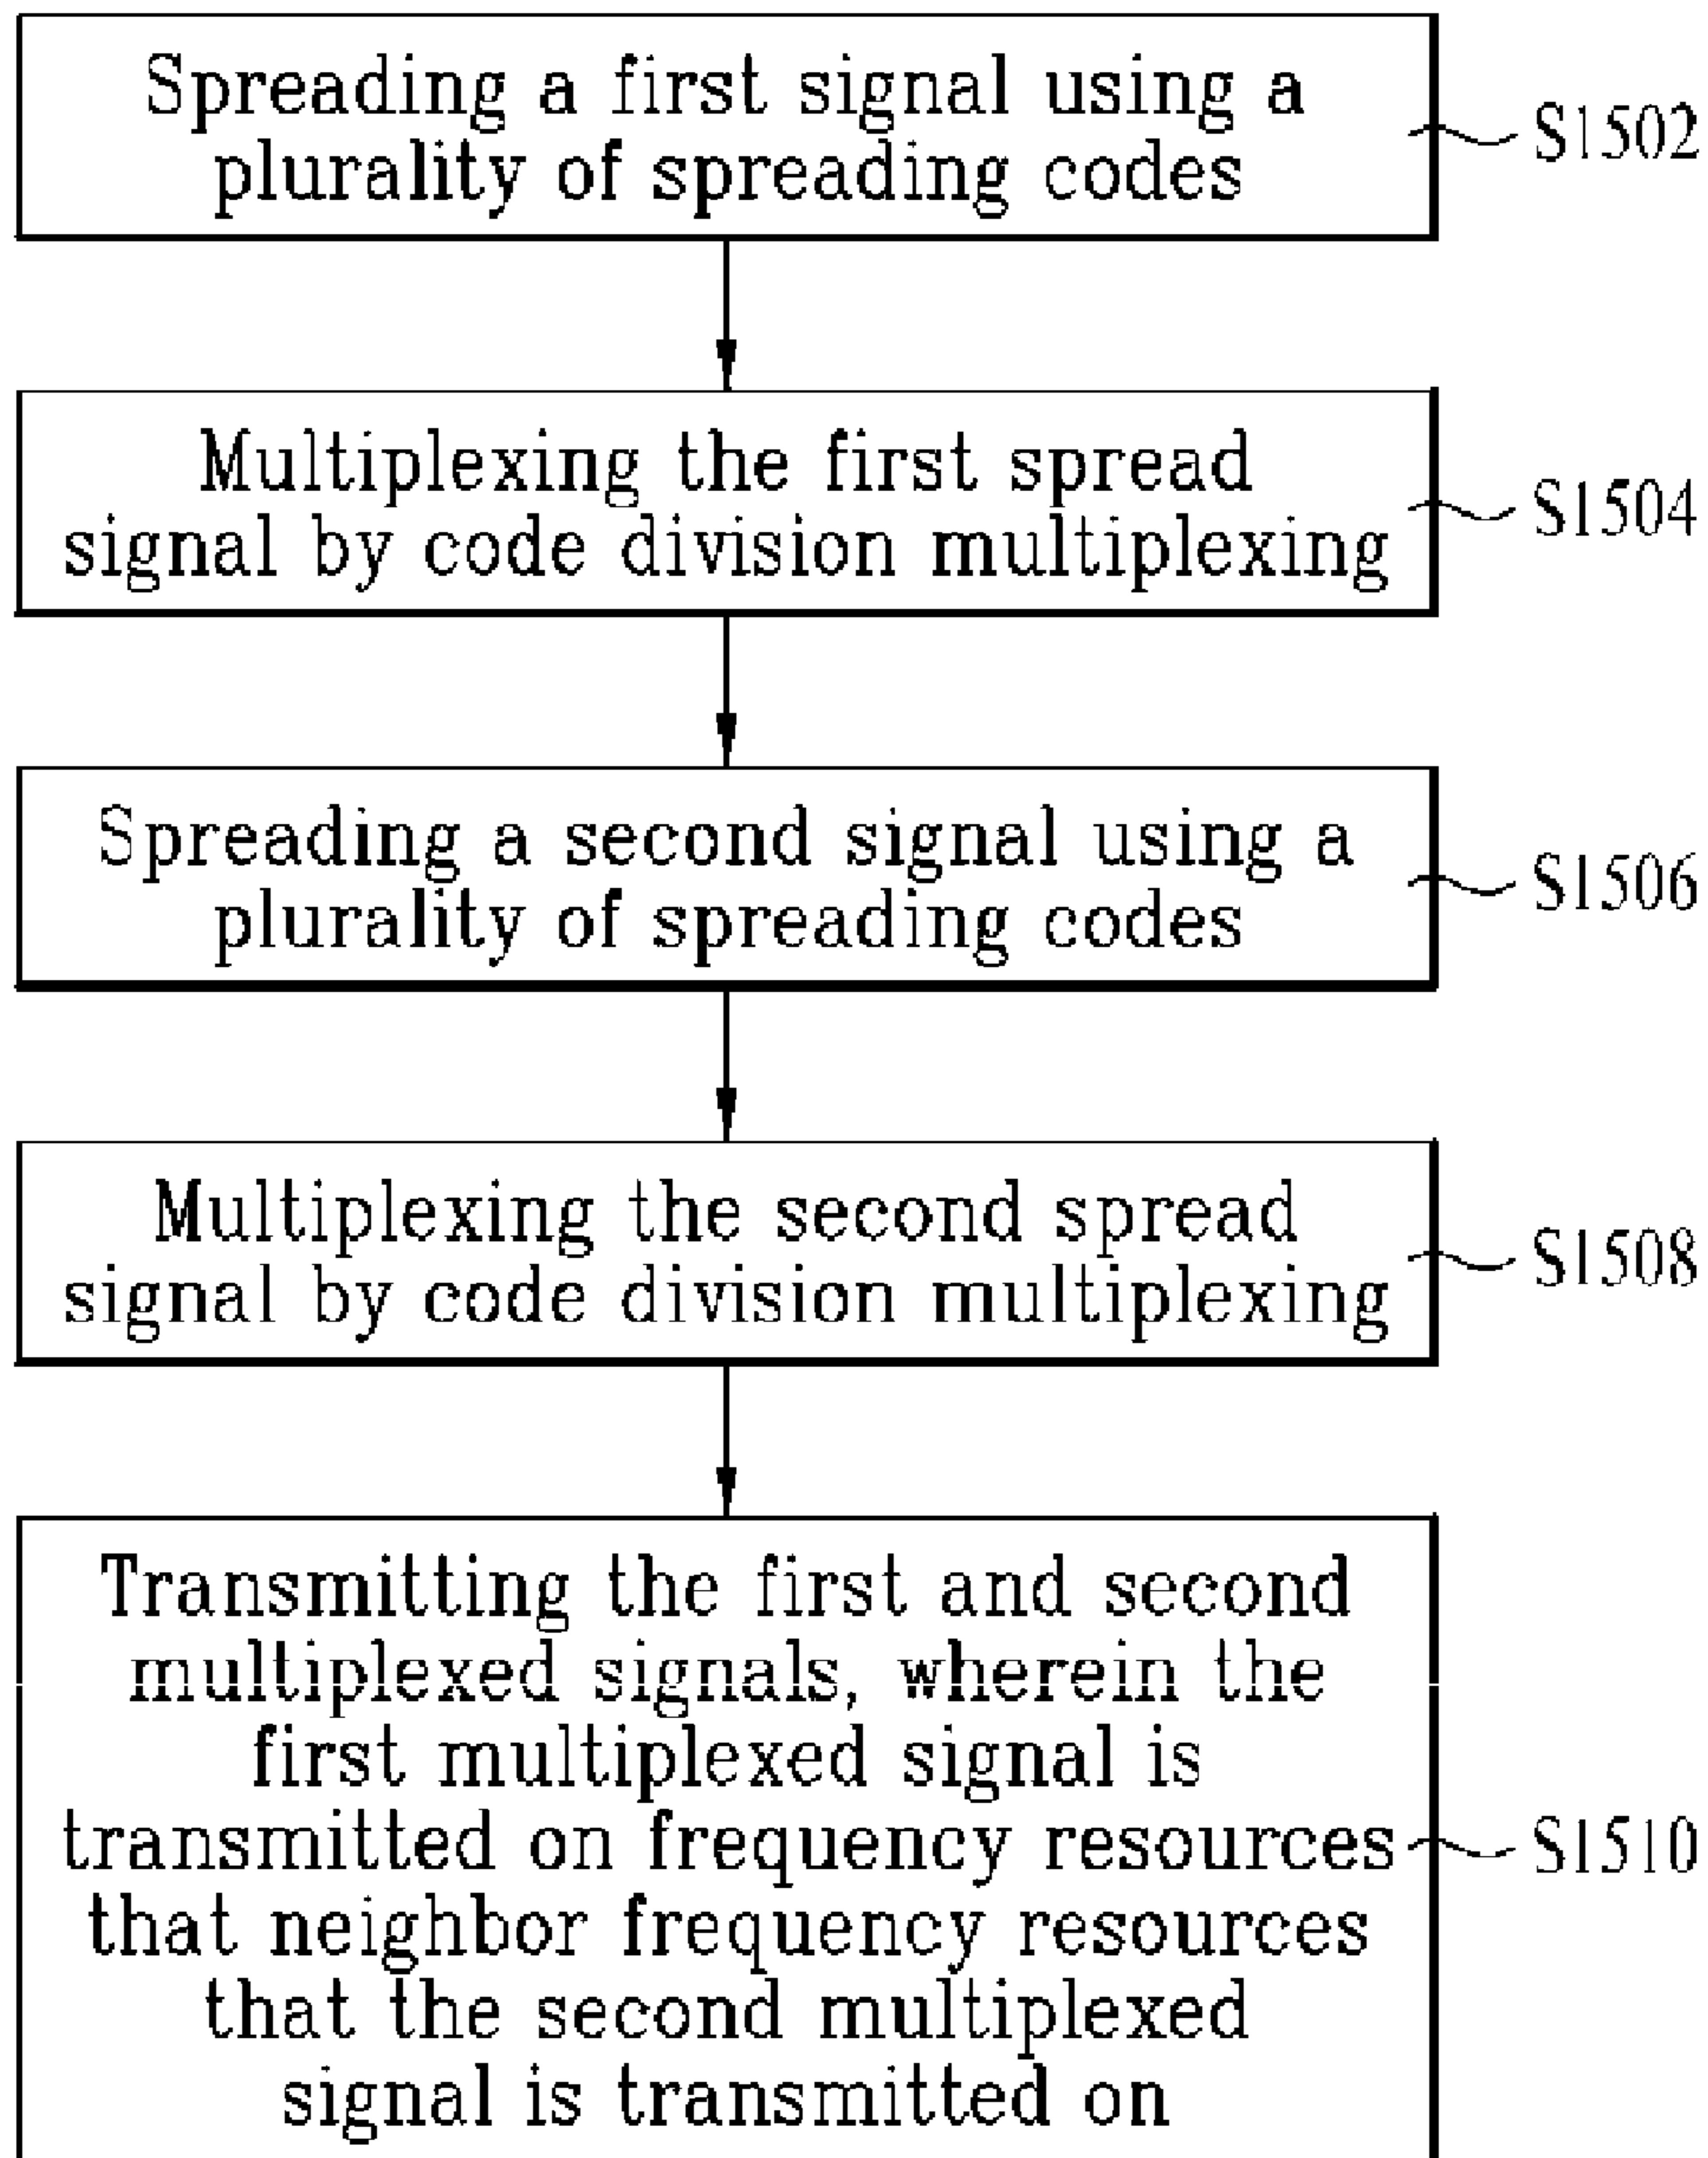 Spreading a first signal using a
plurality of spreading codes
S1502
Multiplexing the first spread
signal by code division multiplexing
S1504
Spreading a second signal using a
plurality of spreading codes
S1506
Multiplexing the second spread
signal by code division multiplexing
S1508
Transmitting the first and second
multiplexed signals, wherein the
first multiplexed signal is
transmitted on frequency resources
that neighbor frequency resources
that the second multiplexed
signal is transmitted on
S1510